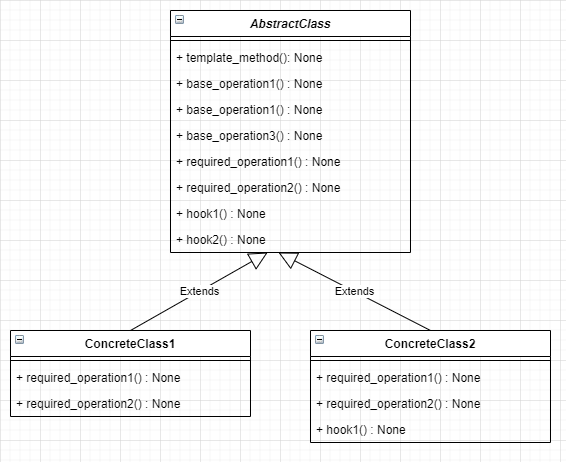 AbstractClass
+ template_method(): None
+ base_operation1() : None
+ base_operation1() : None
+ base_operation3() : None
+ required_operation1() : None
+ required_operation2() : None
+ hook1() : None
+ hook2() : None
Extends
Extends
ConcreteClass1
+ required_operation1() : None
+ required_operation2() : None
ConcreteClass2
+ required_operation1() : None
+ required_operation2() : None
+ hook1() : None